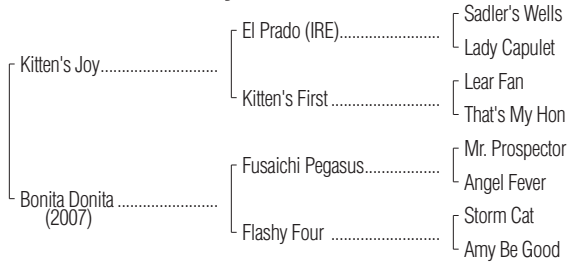 Sadler's Wells
El Prado (IRE)....................
Lady Capulet
Kitten's Joy.......................
Lear Fan
Kitten's First ......................
That's My Hon
Mr. Prospector
Fusaichi Pegasus..............
Angel Fever
Bonita Donita ....................
(2007)
Storm Cat
Flashy Four ......................
Amy Be Good